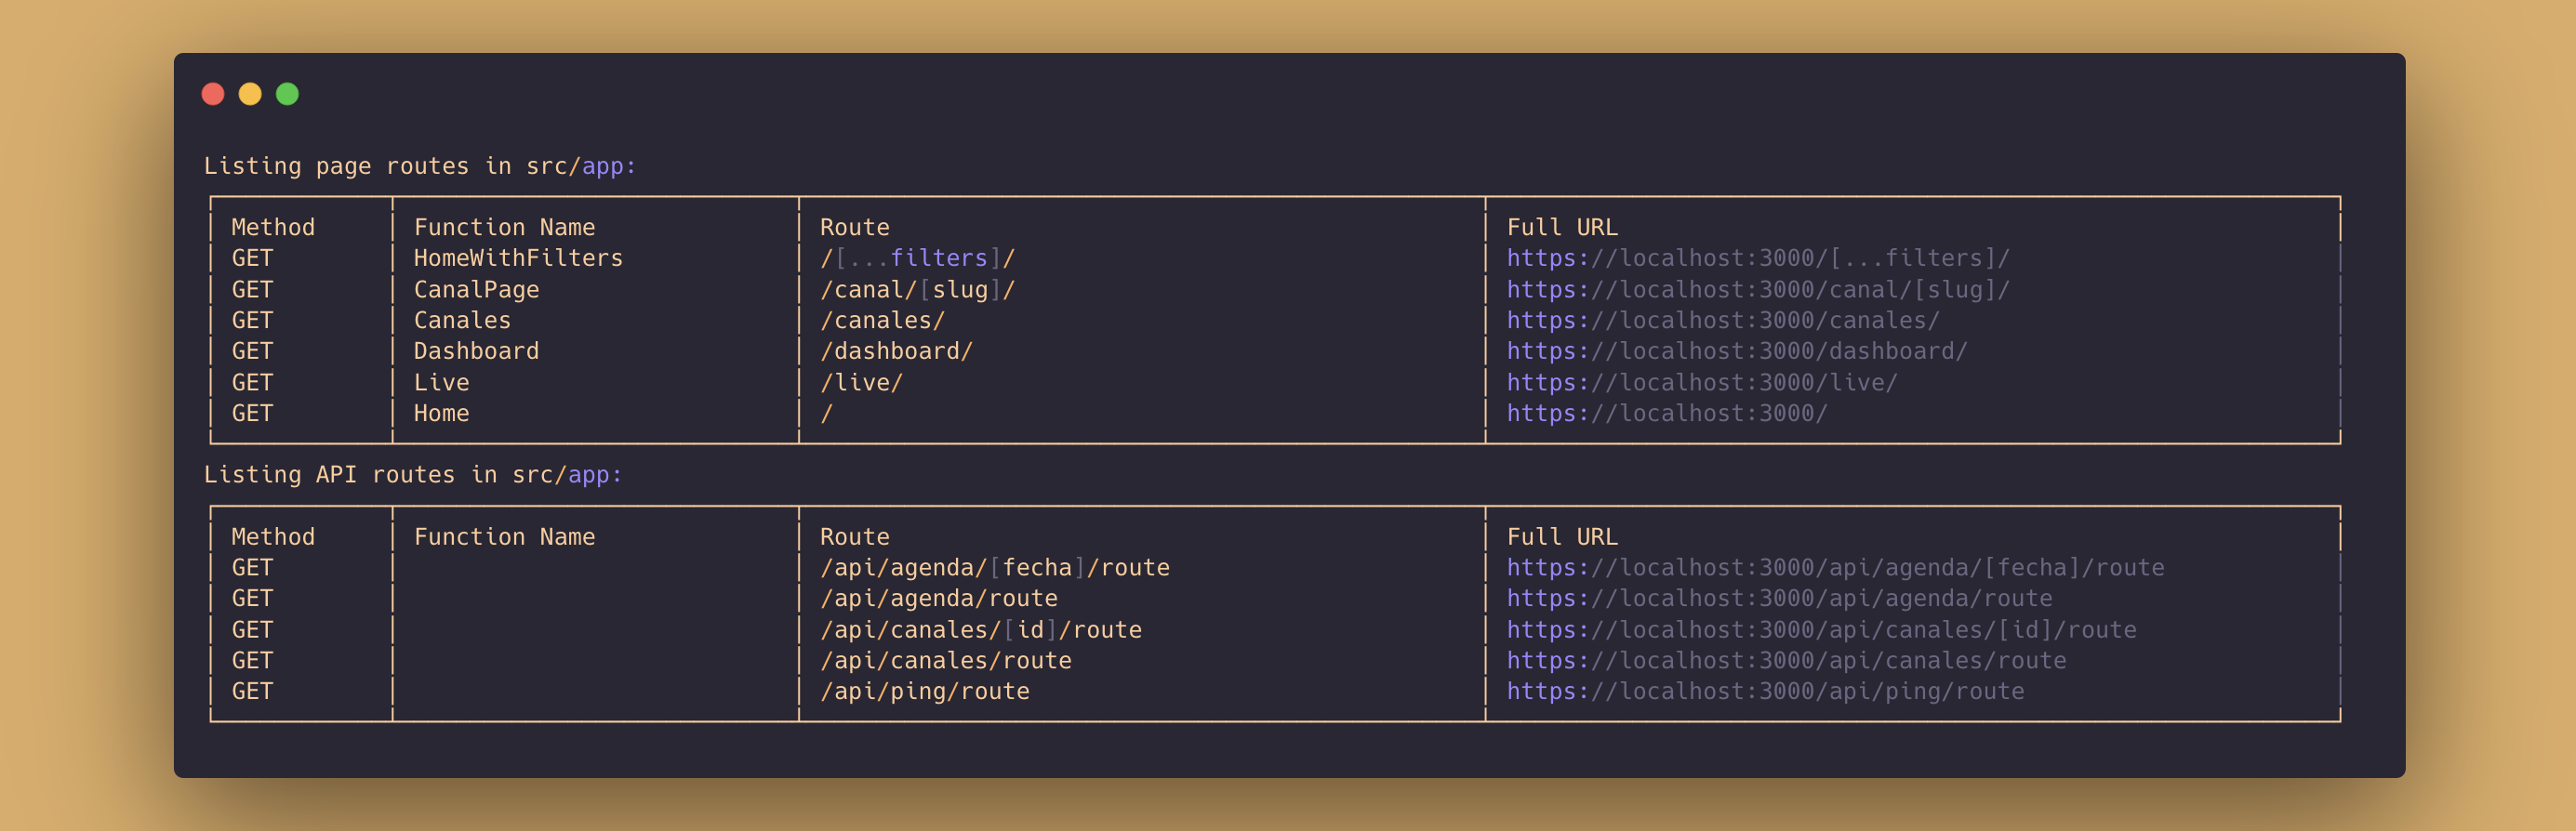 Listing page routes in src/app:
Method Function Name Route Full URL
GET HomeWithFilters /[...filters]/ https://localhost:3000/[...filters]/
GET CanalPage /canal/[slug]/ https://localhost:3000/canal/[slug]/
GET Canales /canales/ https://localhost:3000/canales/
GET Dashboard /dashboard/ https://localhost:3000/dashboard/
GET Live /live/ https://localhost:3000/live/
GET Home / https://localhost:3000/
Listing API routes in src/app:
Method Function Name Route Full URL
GET /api/agenda/[fecha]/route https://localhost:3000/api/agenda/[fecha]/route
GET /api/agenda/route https://localhost:3000/api/agenda/route
GET /api/canales/[id]/route https://localhost:3000/api/canales/[id]/route
GET /api/canales/route https://localhost:3000/api/canales/route
GET /api/ping/route https://localhost:3000/api/ping/route